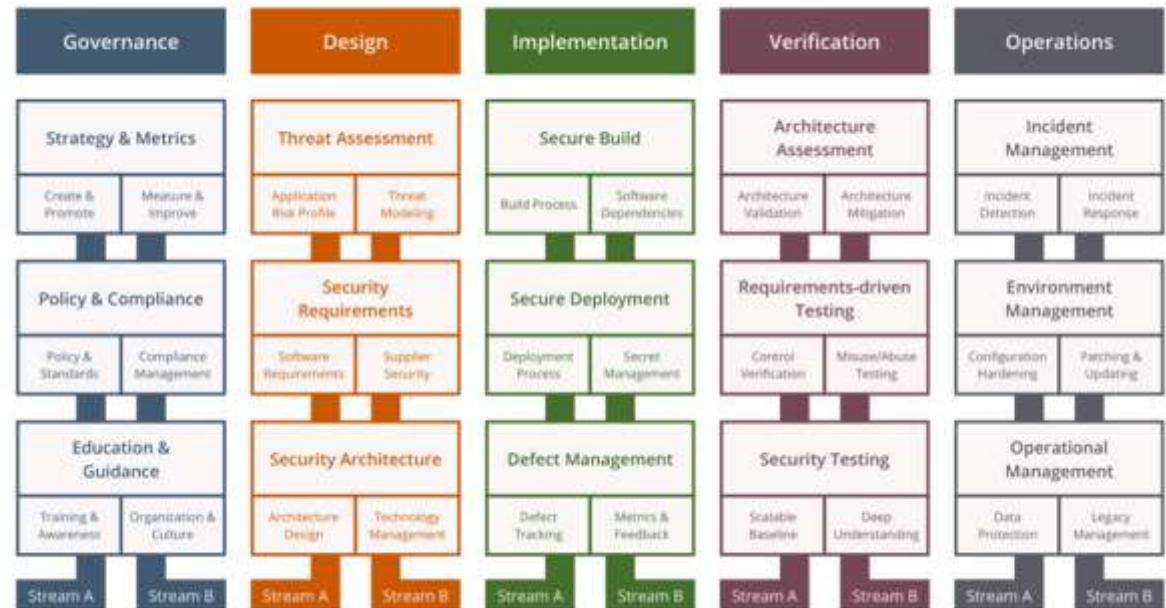 Governance
Design
Implementation
Verification
Operations
Strategy & Metrics
Threat Assessment
Secure Build
Architecture
Assessment
Incident
Management
Create &
Promote
Measure &
Improve
Application
Risk Profile
Threat
Modeling
Build Process
Software
Dependencies
Architecture
Validation
Architecture
Mitigation
Incident
Detection
Incident
Response
Policy & Compliance
Security
Requirements
Secure Deployment
Requirements-driven
Testing
Environment
Management
Policy &
Standards
Compliance
Management
Software
Requirements
Supplier
Security
Deployment
Process
Secret
Management
Control
Verification
Misuse/Abuse
Testing
Configuration
Hardening
Patching &
Updating
Education &
Guidance
Security Architecture
Defect Management
Security Testing
Operational
Management
Training &
Awareness
Organization &
Culture
Architecture
Design
Technology
Management
Defect
Tracking
Metrics &
Feedback
Scalable
Baseline
Deep
Understanding
Data
Protection
Legacy
Management
Stream A
Stream B
Stream A
Stream B
Stream A
Stream B
Stream A
Stream B
Stream A
Stream B